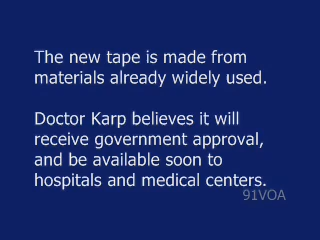 The new tape is made from
materials already widely used.
Doctor Karp believes it will
receive government approval,
and be available soon to
hospitals and medical centers.
91VOA